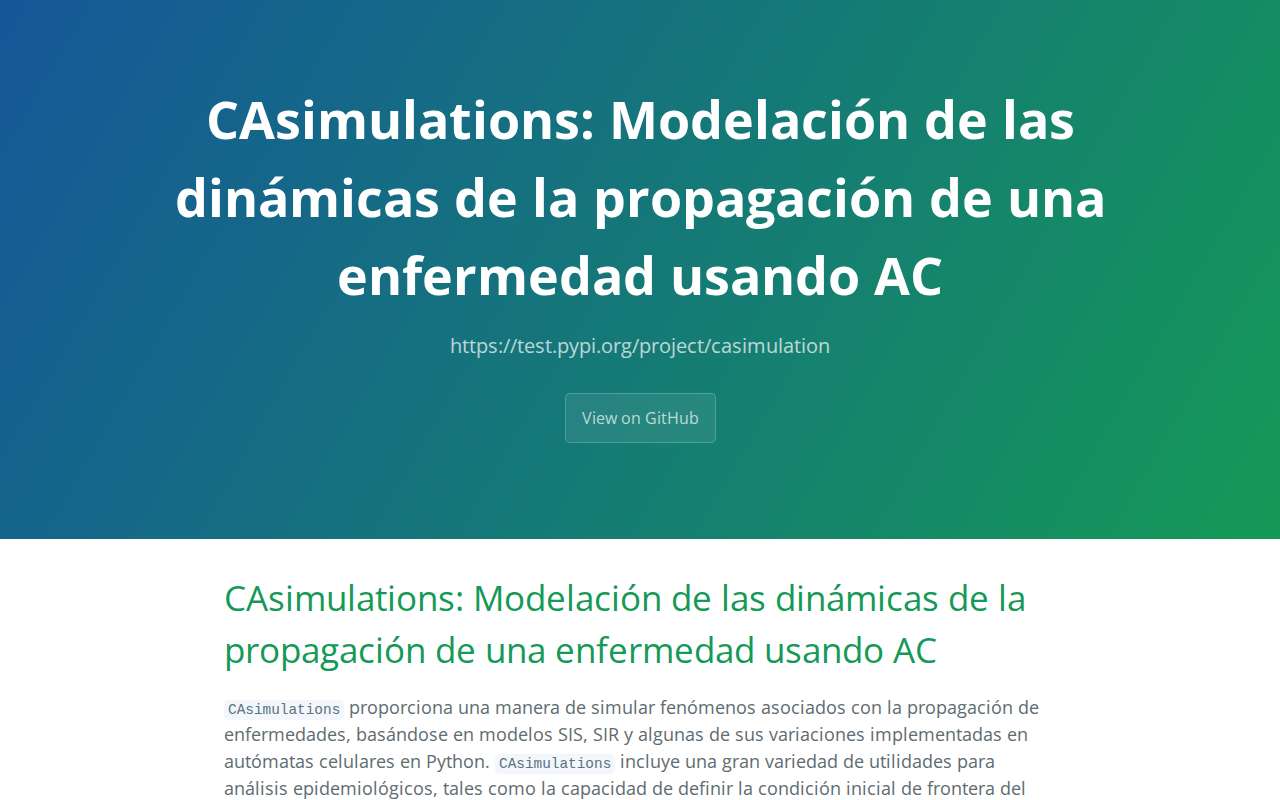 CAsimulations: Modelación de las
dinámicas de la propagación de una
enfermedad usando AC
https://test.pypi.org/project/casimulation
View on GitHub
CAsimulations: Modelación de las dinámicas de la
propagación de una enfermedad usando AC
CAsimulations proporciona una manera de simular fenómenos asociados con la propagación de
enfermedades, basándose en modelos SIS, SIR y algunas de sus variaciones implementadas en
autómatas celulares en Python. CAsimulations incluye una gran variedad de utilidades para
análisis epidemiológicos, tales como la capacidad de definir la condición inicial de frontera del